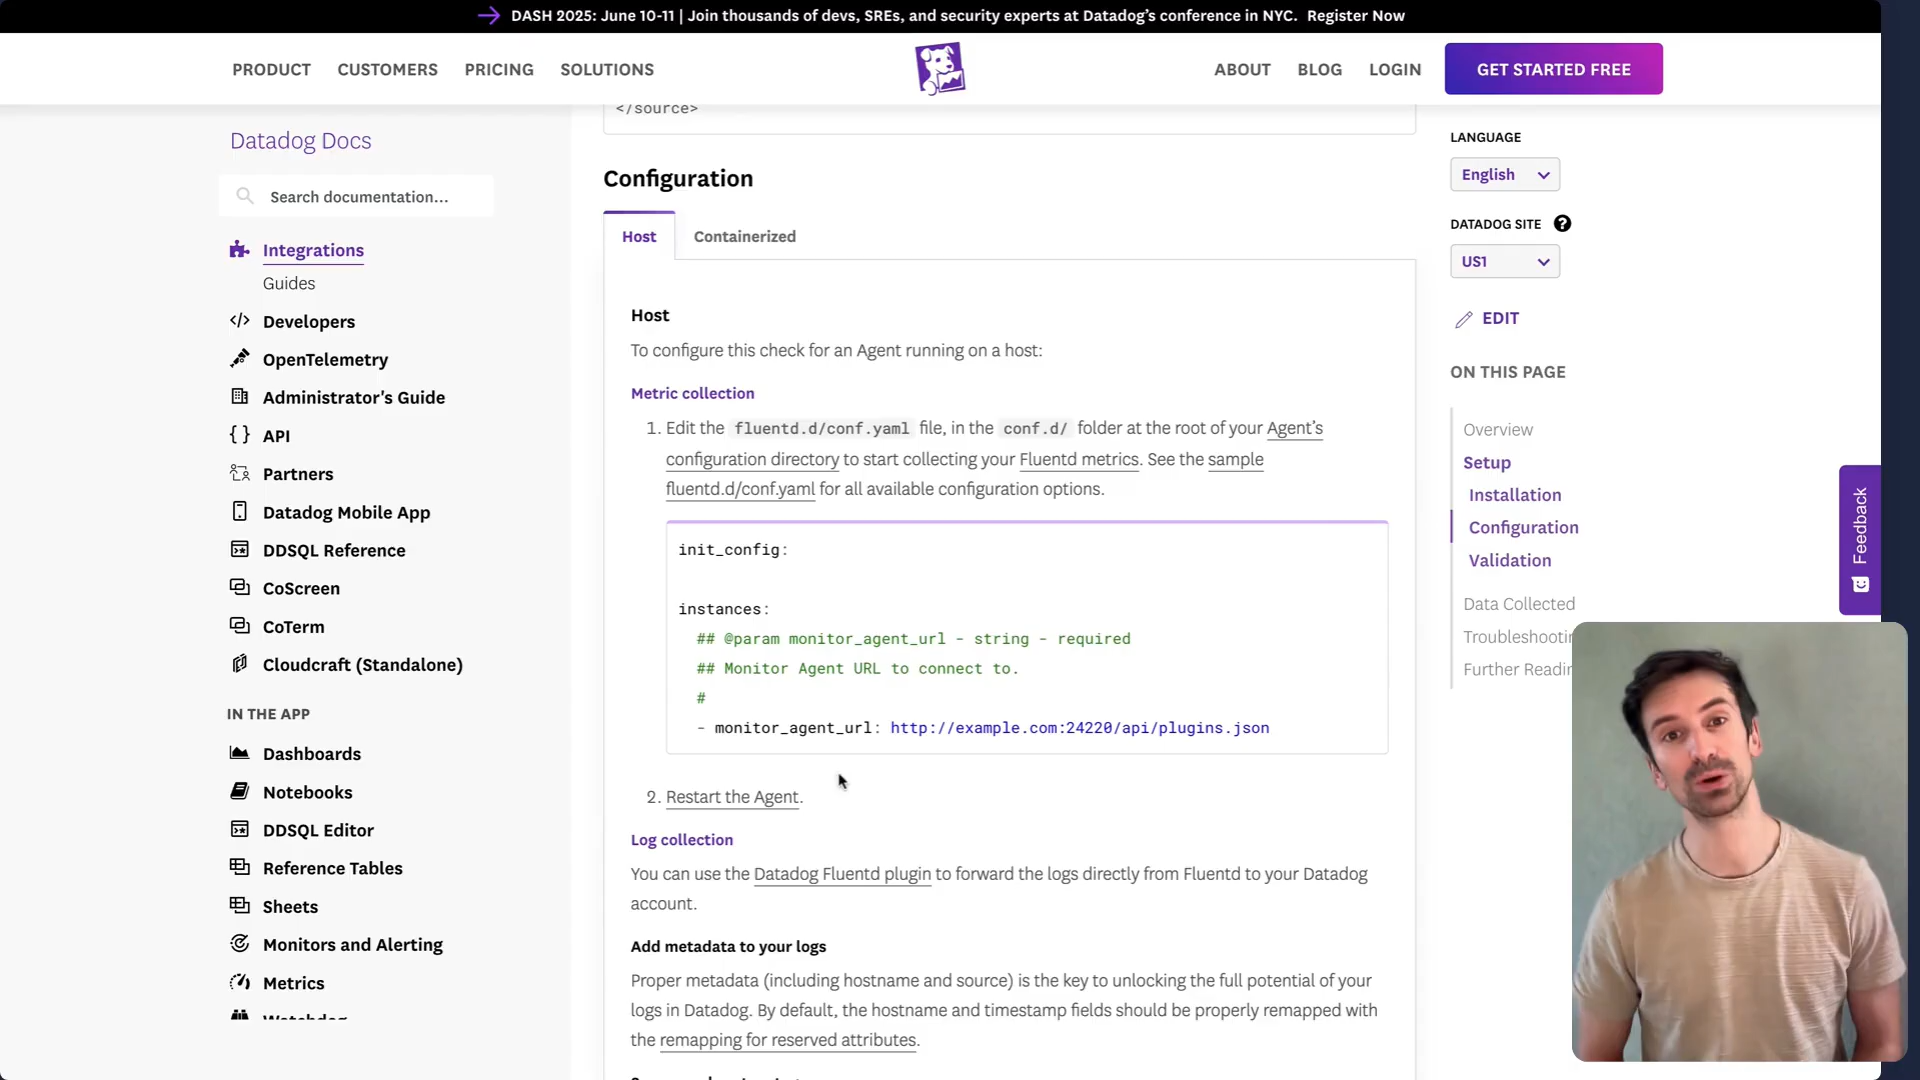 DASH 2025: June 10-11 | Join thousands of devs, SREs, and security experts at Datadog's conference in NYC. Register Now
PRODUCT CUSTOMERS PRICING SOLUTIONS ABOUT BLOG LOGIN GET STARTED FREE
Datadog Docs
Search documentation...
Integrations
Guides
Developers
OpenTelemetry
Administrator's Guide
API
Partners
Datadog Mobile App
DDSQL Reference
CoScreen
CoTerm
Cloudcraft (Standalone)
IN THE APP
Dashboards
Notebooks
DDSQL Editor
Reference Tables
Sheets
Monitors and Alerting
Metrics
Watchdog
</source>
Configuration
Host Containerized
Host
To configure this check for an Agent running on a host:
Metric collection
1. Edit the fluentd.d/conf.yaml file, in the conf.d/ folder at the root of your Agent's
configuration directory to start collecting your Fluentd metrics. See the sample
fluentd.d/conf.yaml for all available configuration options.
init_config:
instances:
## @param monitor_agent_url - string - required
## Monitor Agent URL to connect to.
#
- monitor_agent_url: http://example.com:24220/api/plugins.json
2. Restart the Agent.
Log collection
You can use the Datadog Fluentd plugin to forward the logs directly from Fluentd to your Datadog
account.
Add metadata to your logs
Proper metadata (including hostname and source) is the key to unlocking the full potential of your
logs in Datadog. By default, the hostname and timestamp fields should be properly remapped with
the remapping for reserved attributes.
LANGUAGE
English
DATADOG SITE ?
US1
EDIT
ON THIS PAGE
Overview
Setup
Installation
Configuration
Validation
Data Collected
Troubleshootin
Further Readin
Feedback